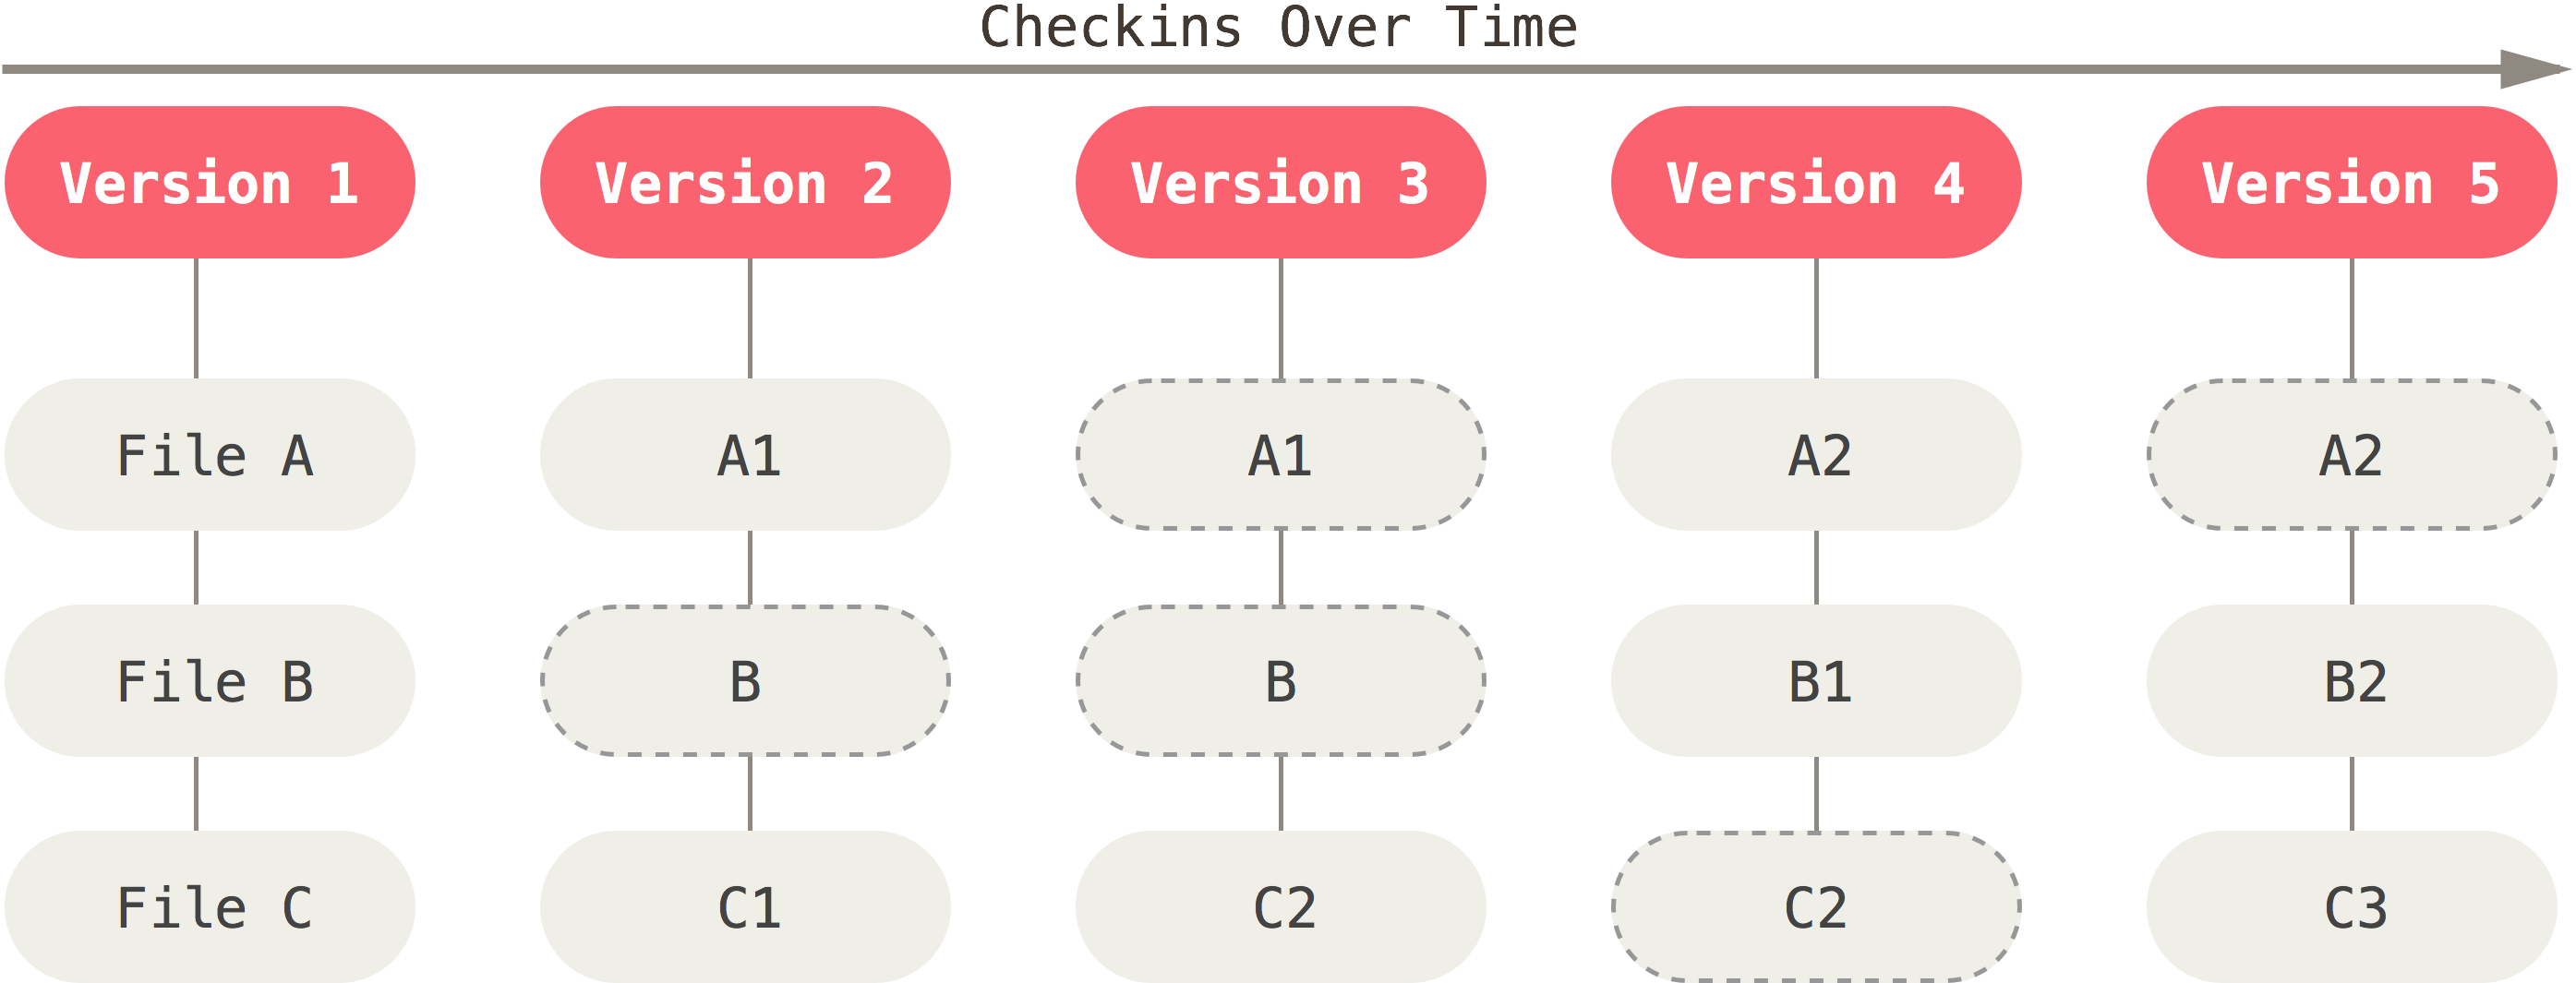 Checkins Over Time
Version 1 Version 2 Version 3 Version 4 Version 5
File A A1 A1 A2 A2
File B B B B1 B2
File C C1 C2 C2 C3